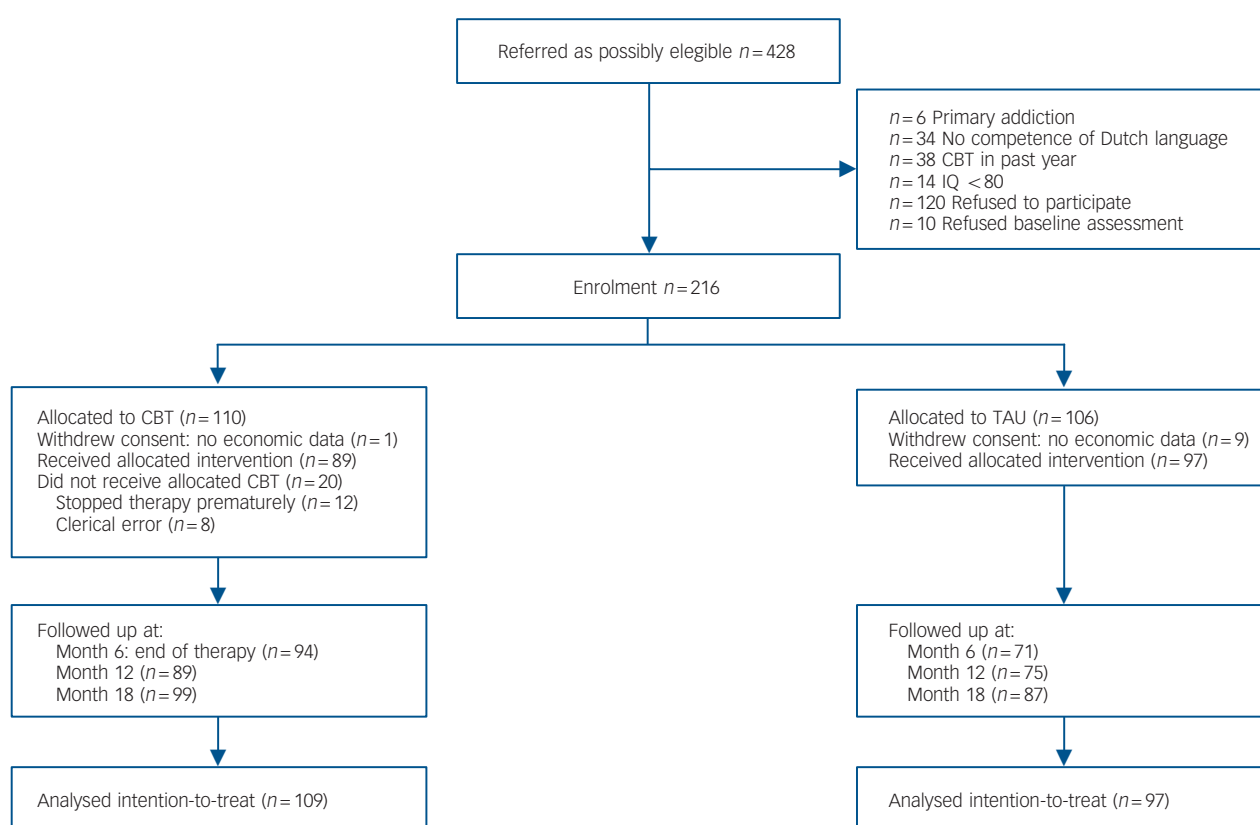 Referred as possibly elegible n=428
n=6 Primary addiction
n=34 No competence of Dutch language
n=38 CBT in past year
n=14 IQ <80
n=120 Refused to participate
n=10 Refused baseline assessment
Enrolment n=216
Allocated to CBT (n=110)
Withdrew consent: no economic data (n=1)
Received allocated intervention (n=89)
Did not receive allocated CBT (n=20)
Stopped therapy prematurely (n=12)
Clerical error (n=8)
Allocated to TAU (n=106)
Withdrew consent: no economic data (n=9)
Received allocated intervention (n=97)
Followed up at:
Month 6: end of therapy (n=94)
Month 12 (n=89)
Month 18 (n=99)
Followed up at:
Month 6 (n=71)
Month 12 (n=75)
Month 18 (n=87)
Analysed intention-to-treat (n=109)
Analysed intention-to-treat (n=97)